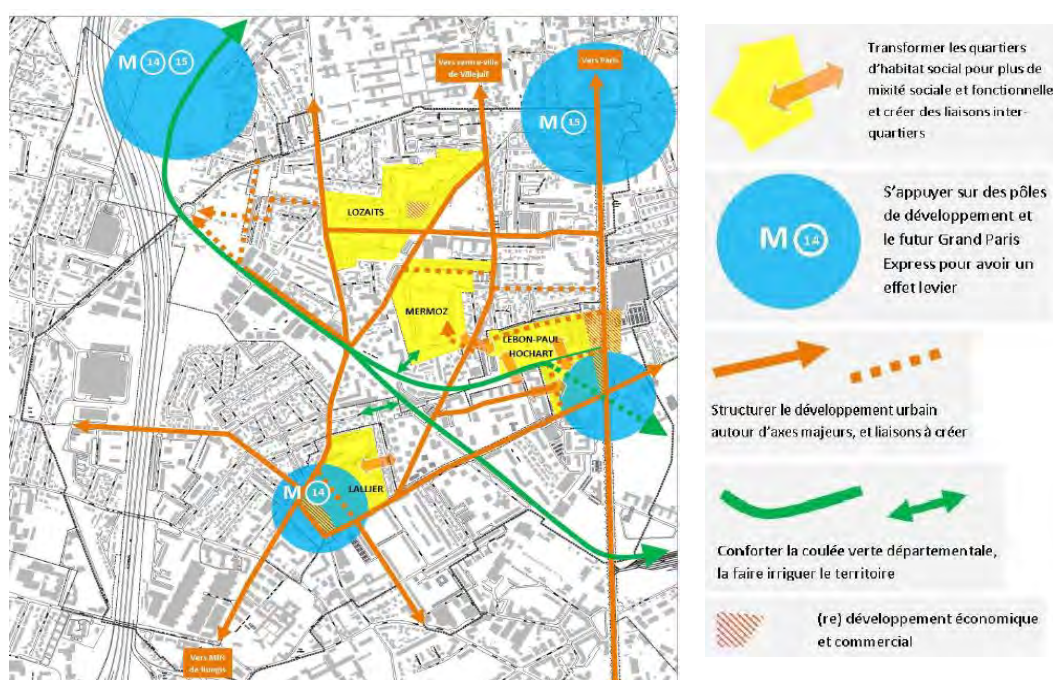 M 14 15
Vers centre-ville
de Villejuif
Vers Paris
M 15
LOZAITS
MERMOZ
LEBON-PAUL
HOCHART
LALLIER
M 14
Vers MIN
de Rungis
Transformer les quartiers
d'habitat social pour plus de
mixité sociale et fonctionnelle
et créer des liaisons inter-
quartiers
M 14
S'appuyer sur des pôles
de développement et
le futur Grand Paris
Express pour avoir un
effet levier
Structurer le développement urbain
autour d'axes majeurs, et liaisons à créer
Conforter la coulée verte départementale,
la faire irriguer le territoire
(re) développement économique
et commercial